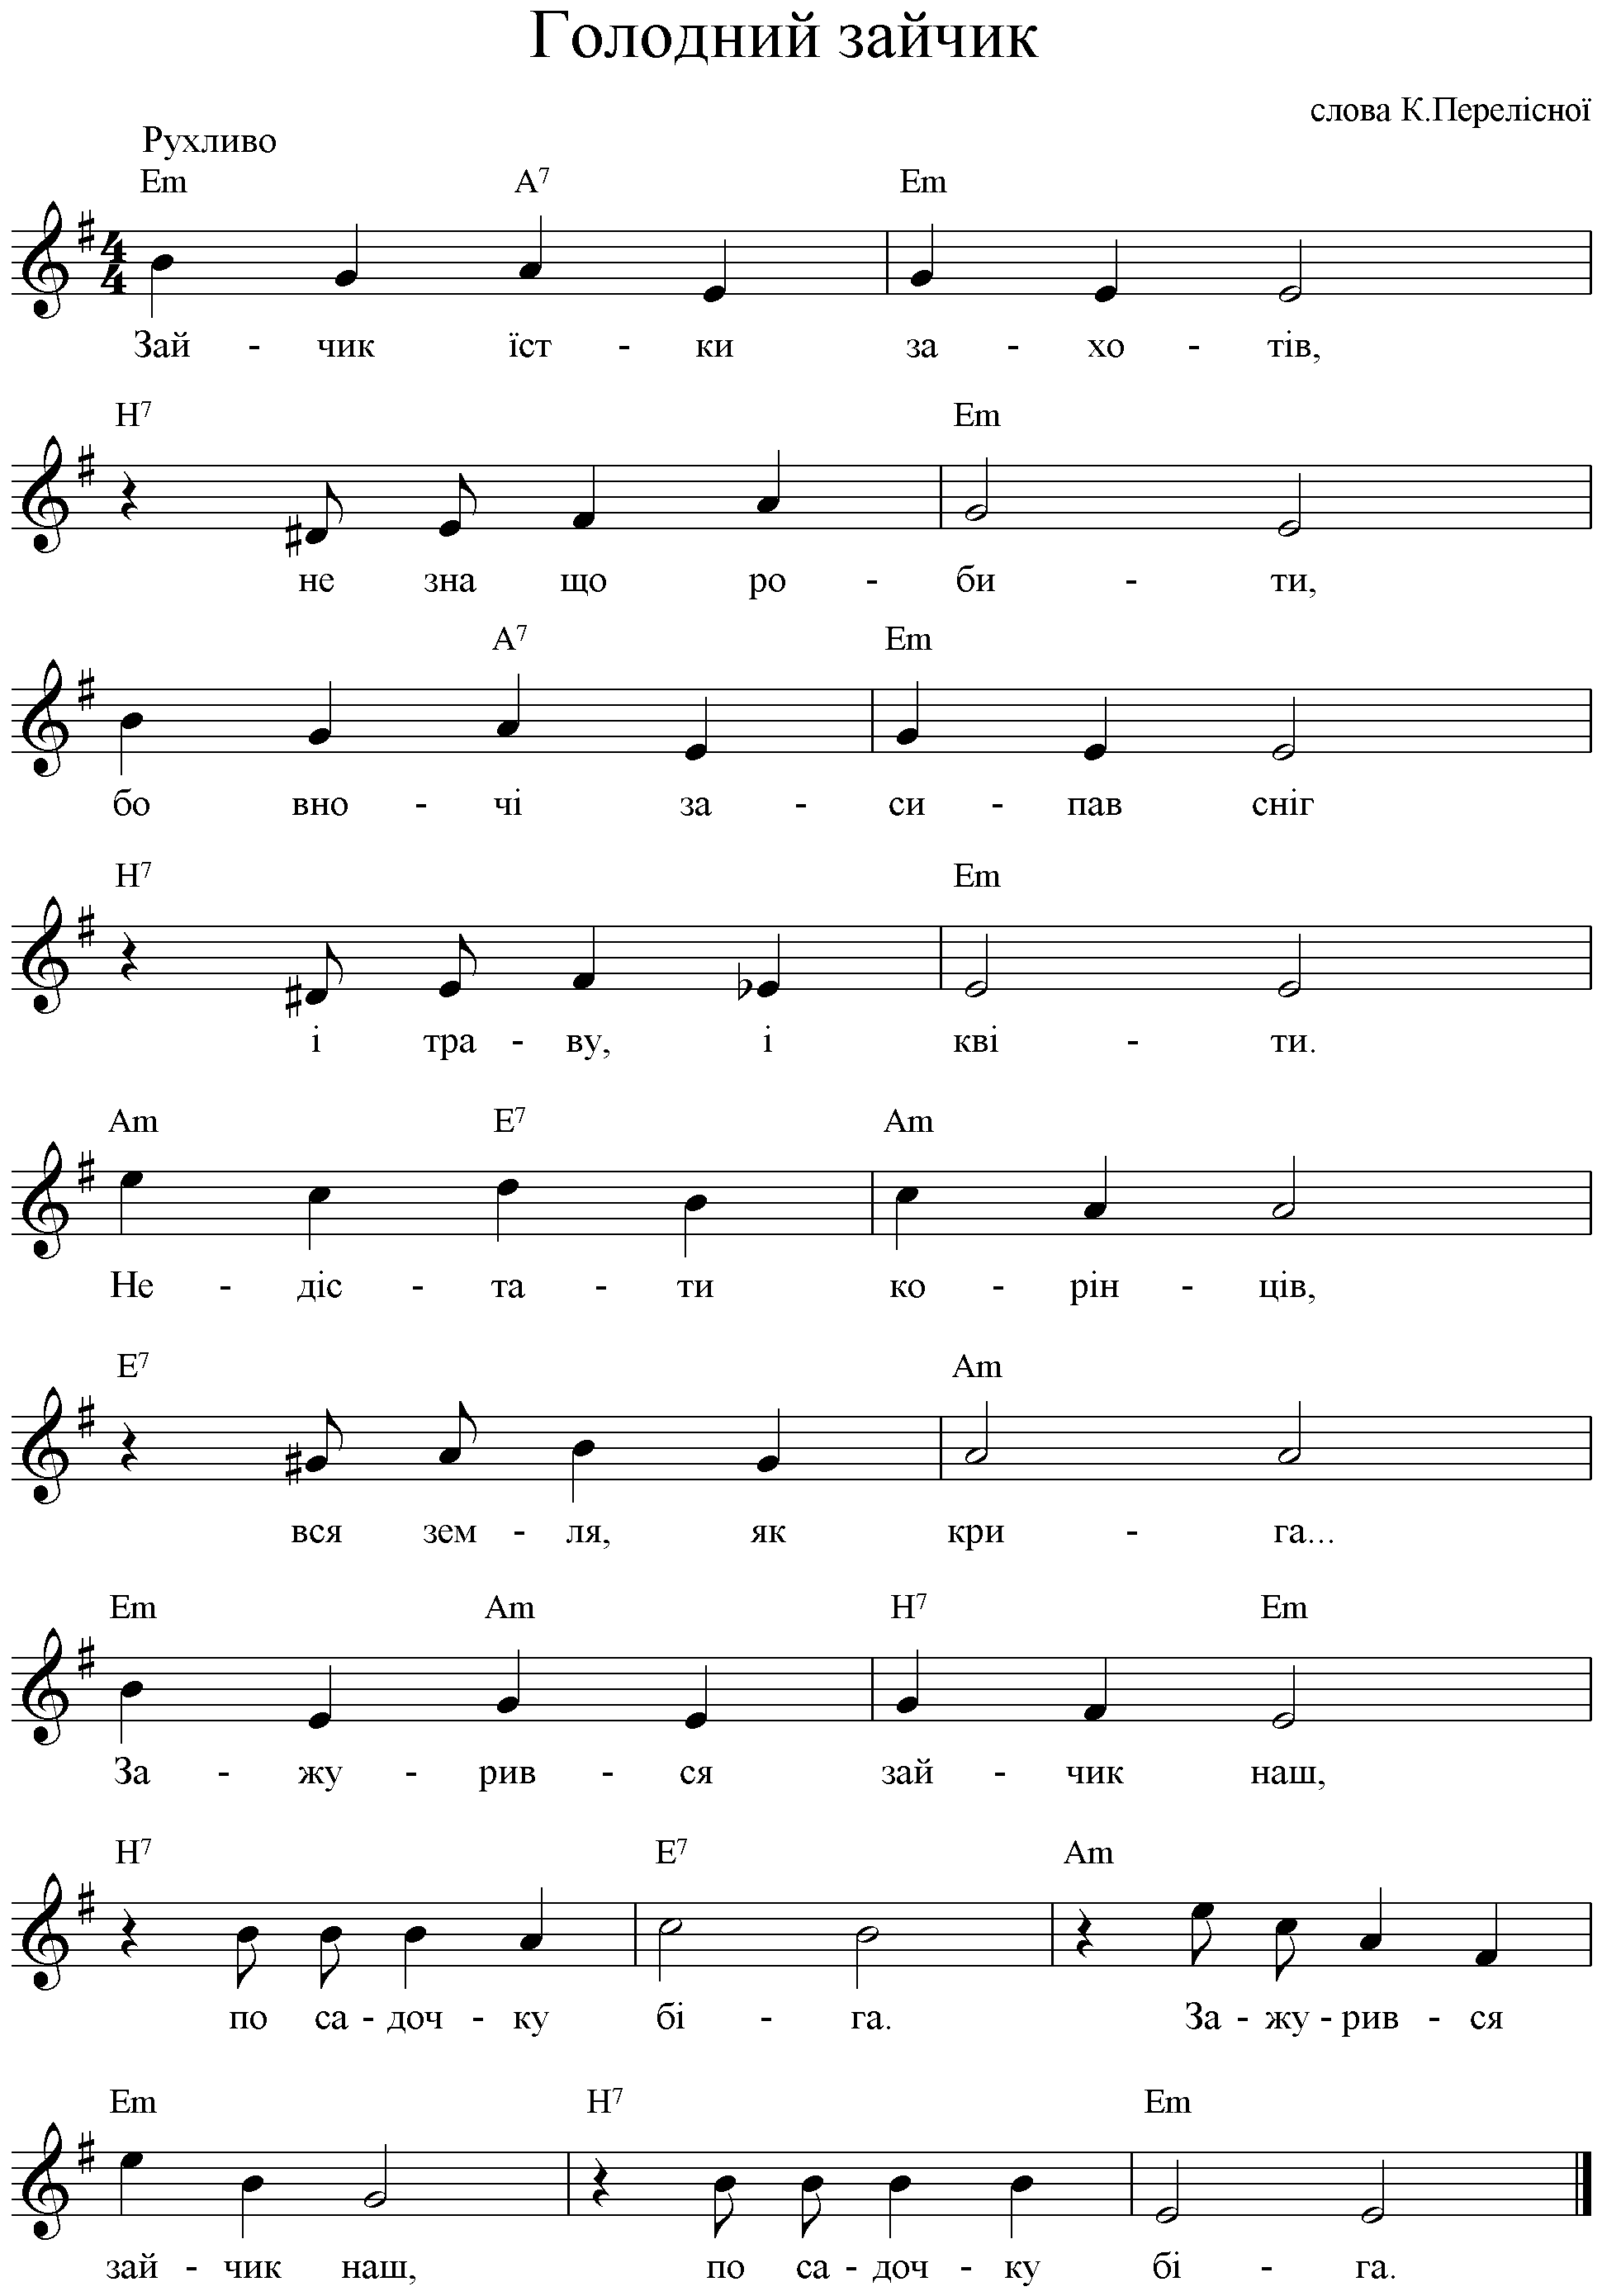 Голодний зайчик
слова К.Перелісної
Рухливо
Em A7 Em
4
4
Зай - чик їст - ки за - хо - тів,
H7 Em
не зна що ро - би - ти,
A7 Em
бо вно - чі за - си - пав сніг
H7 Em
і тра - ву, і кві - ти.
Am E7 Am
Не - діс - та - ти ко - рін - ців,
E7 Am
вся зем - ля, як кри - га...
Em Am H7 Em
За - жу - рив - ся зай - чик наш,
H7 E7 Am
по са - доч - ку бі - га. За - жу - рив - ся
Em H7 Em
зай - чик наш, по са - доч - ку бі - га.